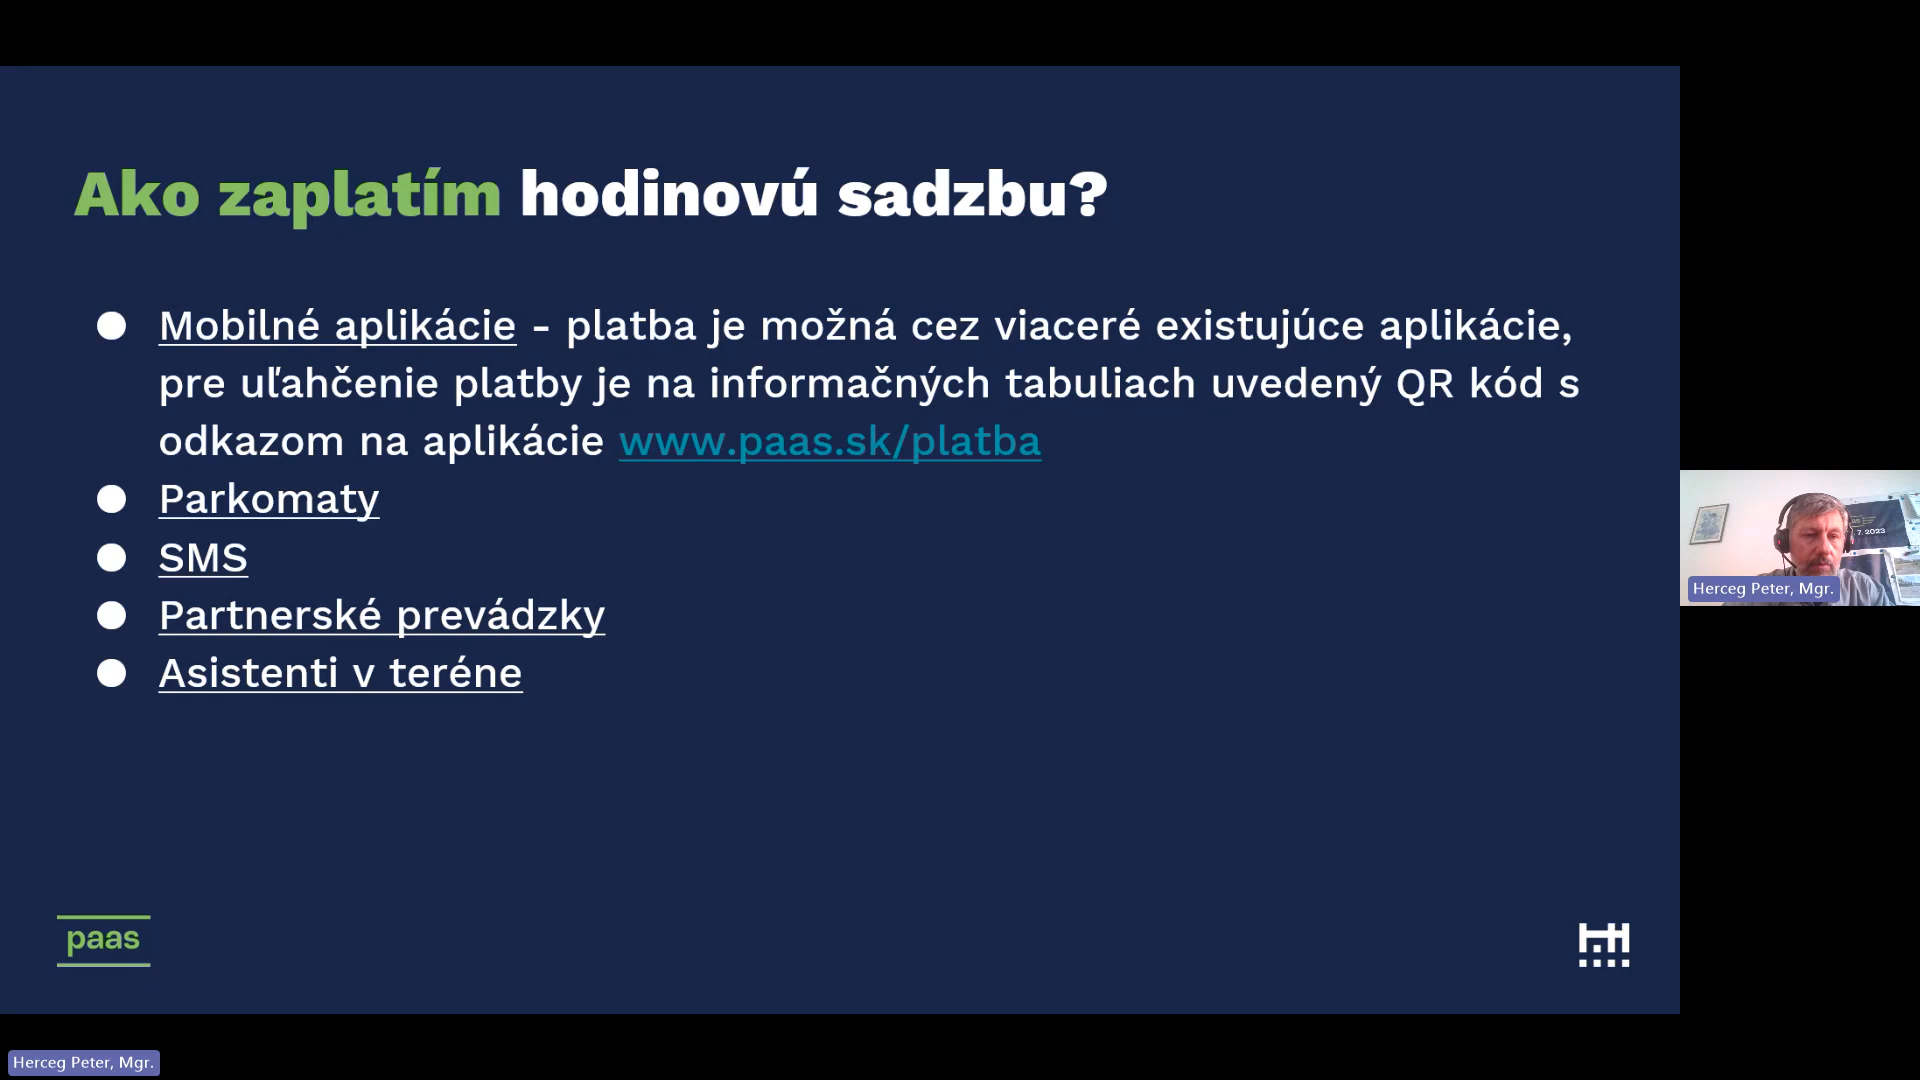 Ako zaplatím hodinovú sadzbu?
● Mobilné aplikácie - platba je možná cez viaceré existujúce aplikácie,
pre uľahčenie platby je na informačných tabuliach uvedený QR kód s
odkazom na aplikácie www.paas.sk/platba
● Parkomaty
● SMS
● Partnerské prevádzky
● Asistenti v teréne
paas
7. 2023
Herceg Peter, Mgr.
Herceg Peter, Mgr.